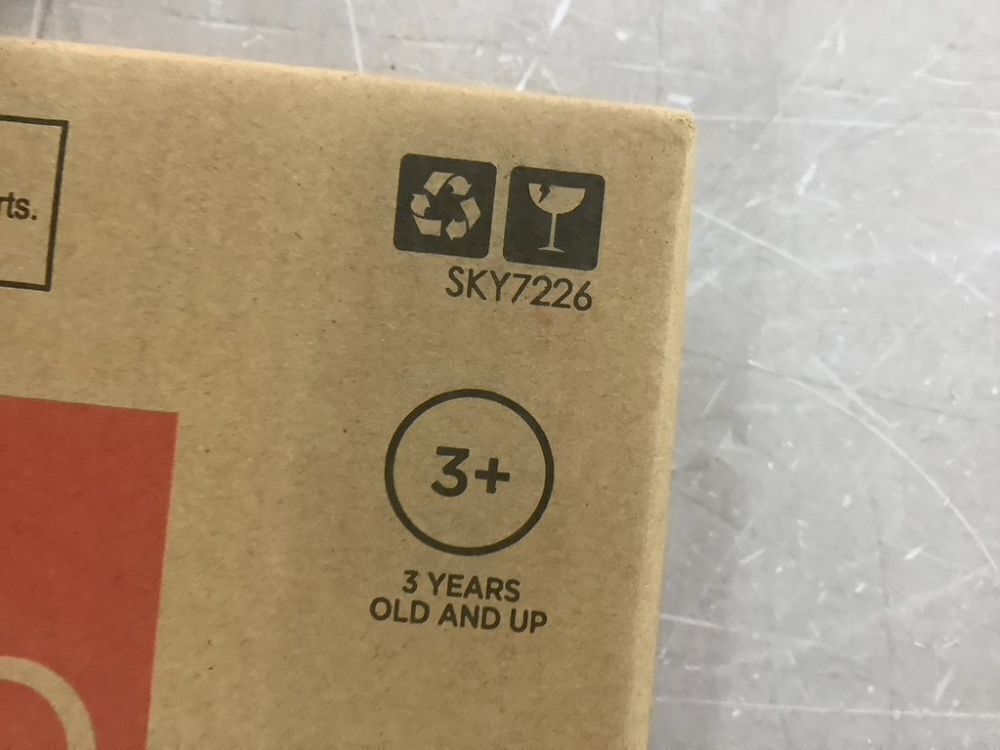 rts.
SKY7226
3+
3 YEARS
OLD AND UP